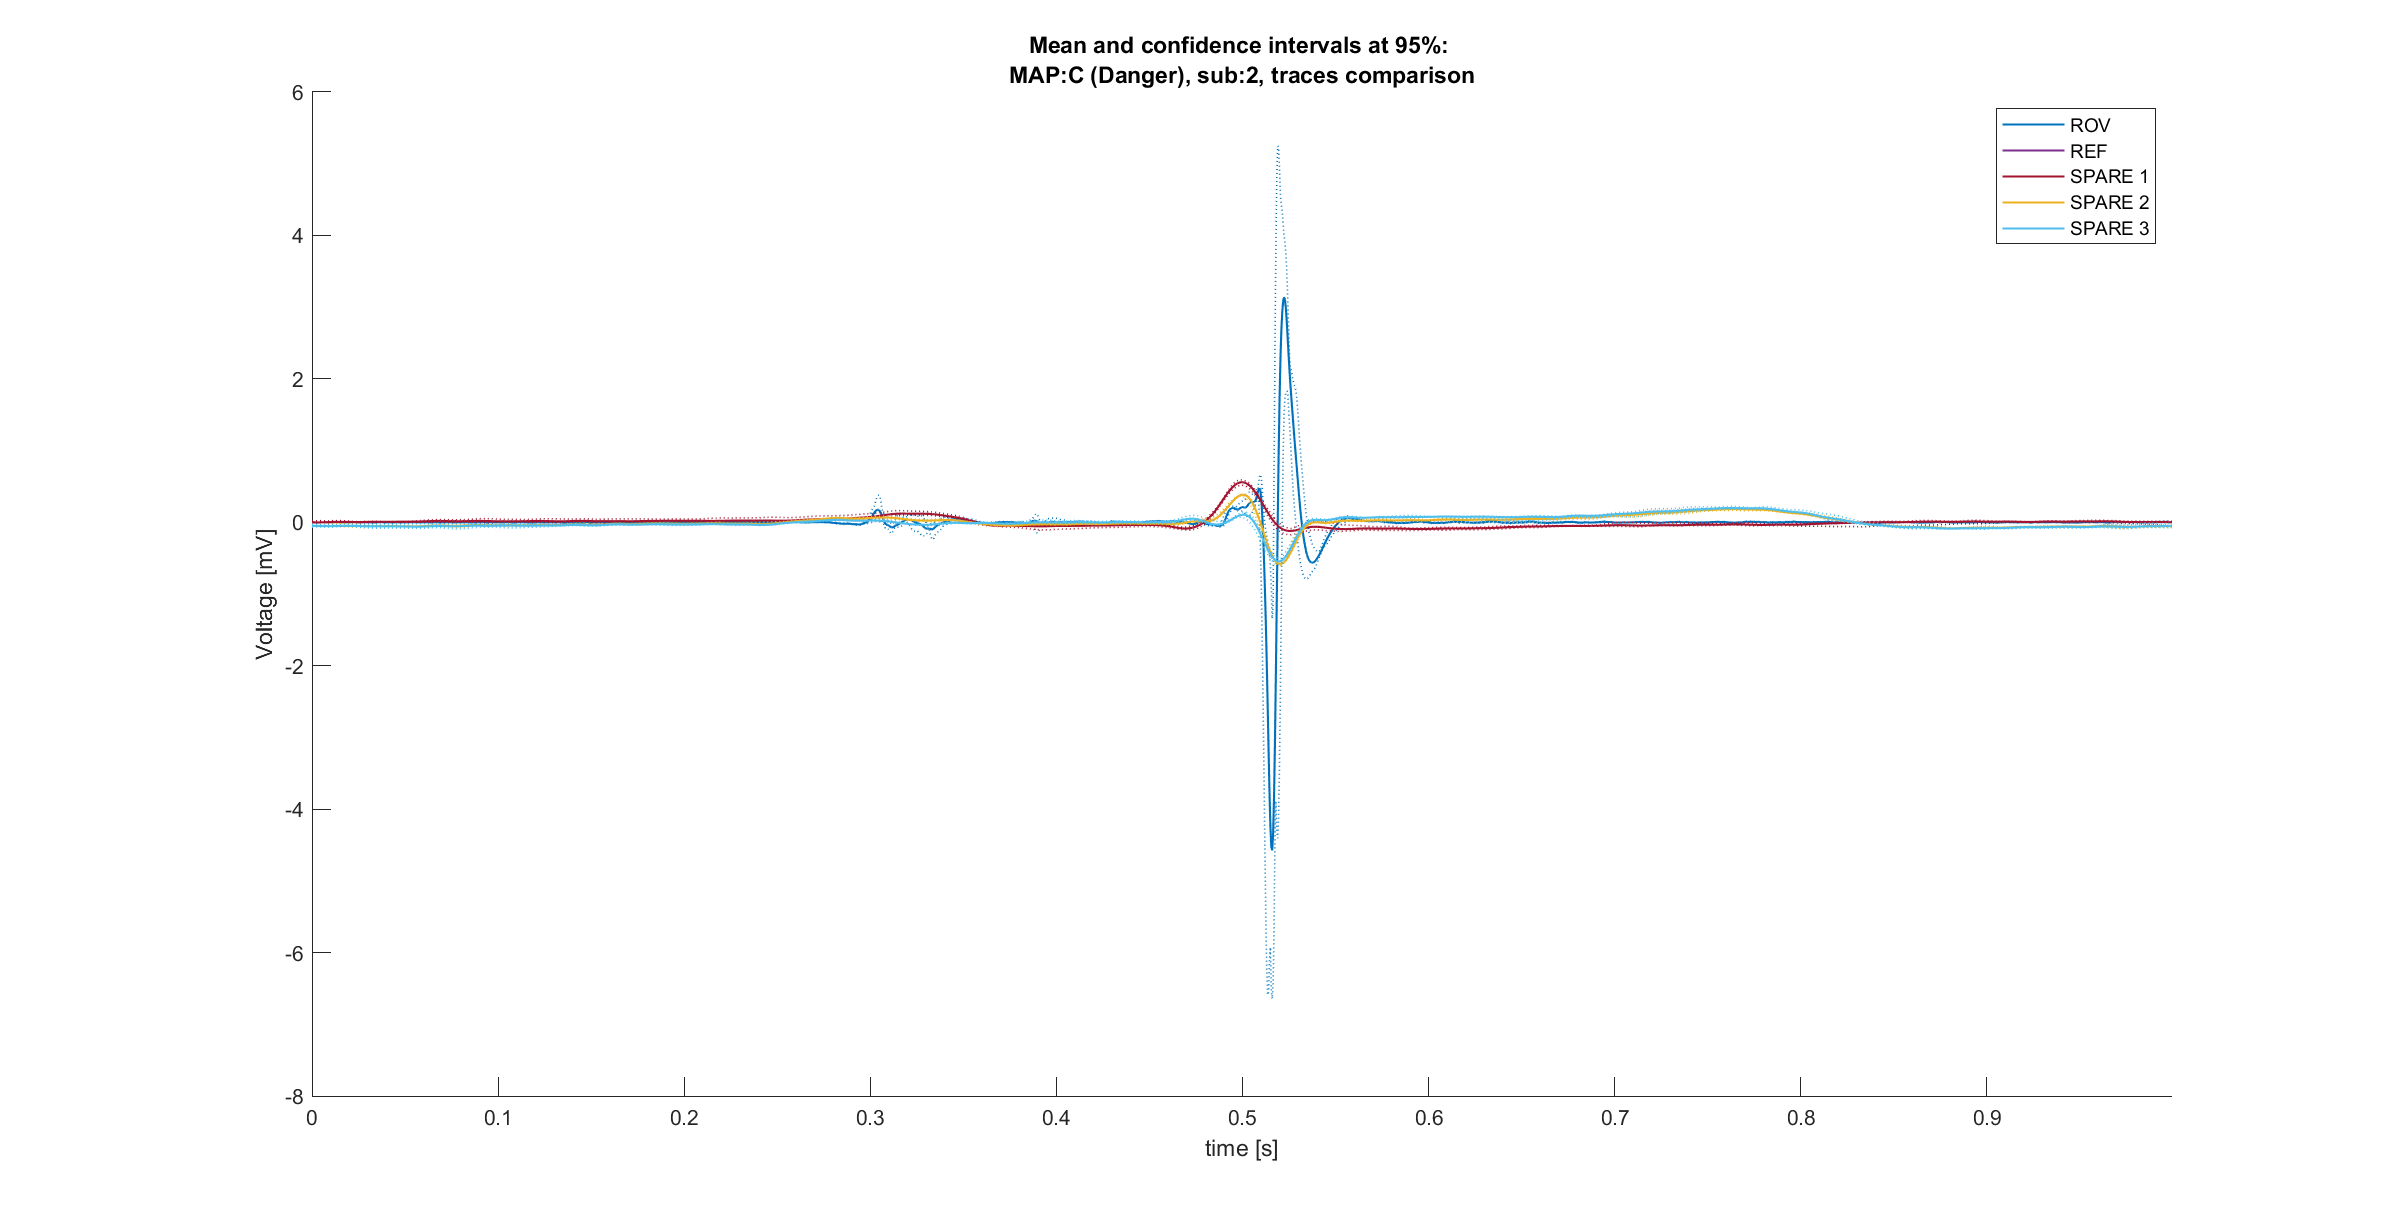 Mean and confidence intervals at 95%:
MAP:C (Danger), sub:2, traces comparison
6
4
2
0
-2
-4
-6
-8
Voltage [mV]
ROV
REF
SPARE 1
SPARE 2
SPARE 3
0 0.1 0.2 0.3 0.4 0.5 0.6 0.7 0.8 0.9
time [s]